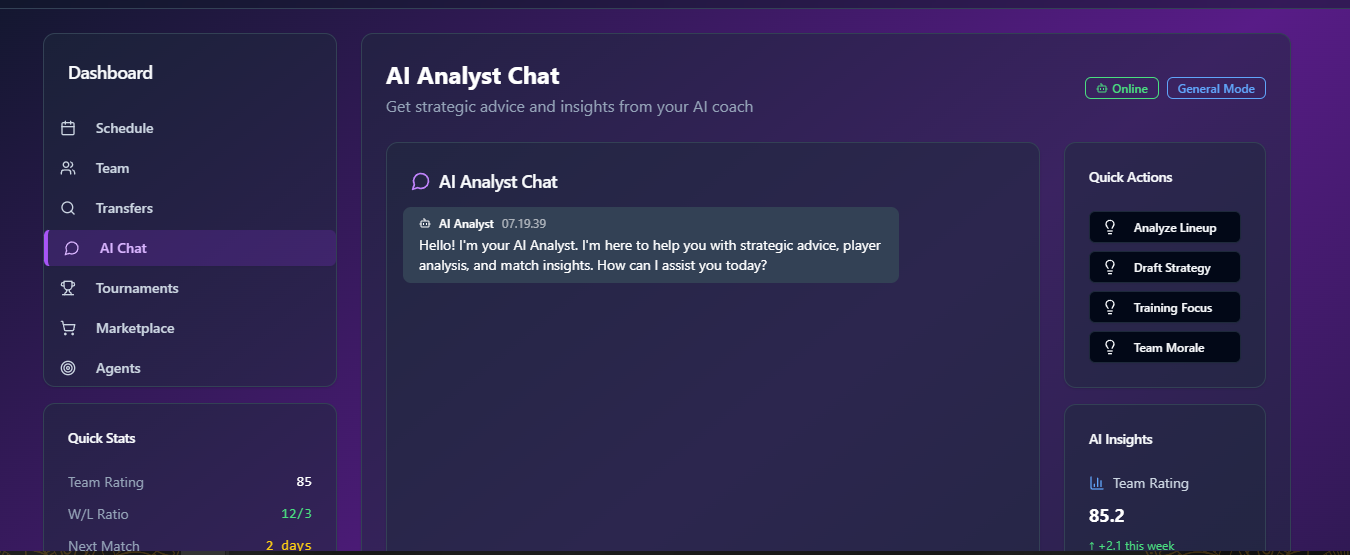 Dashboard
Schedule
Team
Transfers
AI Chat
Tournaments
Marketplace
Agents
Quick Stats
Team Rating 85
W/L Ratio 12/3
Next Match 2 days
AI Analyst Chat
Get strategic advice and insights from your AI coach
Online General Mode
AI Analyst Chat
AI Analyst 07.19.39
Hello! I'm your AI Analyst. I'm here to help you with strategic advice, player
analysis, and match insights. How can I assist you today?
Quick Actions
Analyze Lineup
Draft Strategy
Training Focus
Team Morale
AI Insights
Team Rating
85.2
↑ +2.1 this week